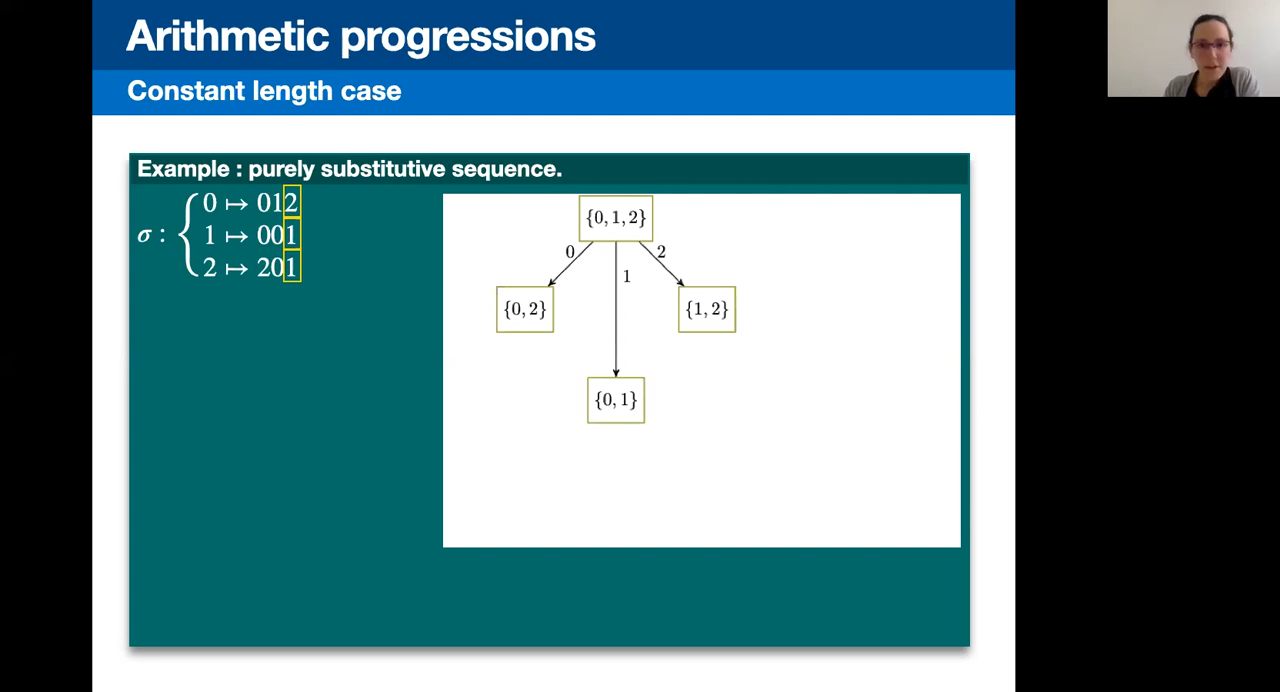 Arithmetic progressions
Constant length case
Example : purely substitutive sequence.
σ : { 0 ↦ 012
1 ↦ 001
2 ↦ 201
{0, 1, 2}
0
2
1
{0, 2}
{1, 2}
{0, 1}